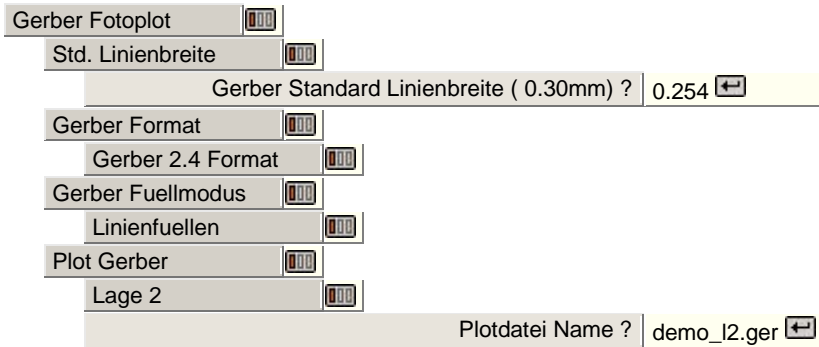 Gerber Fotoplot
Std. Linienbreite
Gerber Standard Linienbreite ( 0.30mm) ? 0.254
Gerber Format
Gerber 2.4 Format
Gerber Fuellmodus
Linienfuellen
Plot Gerber
Lage 2
Plotdatei Name ? demo_l2.ger